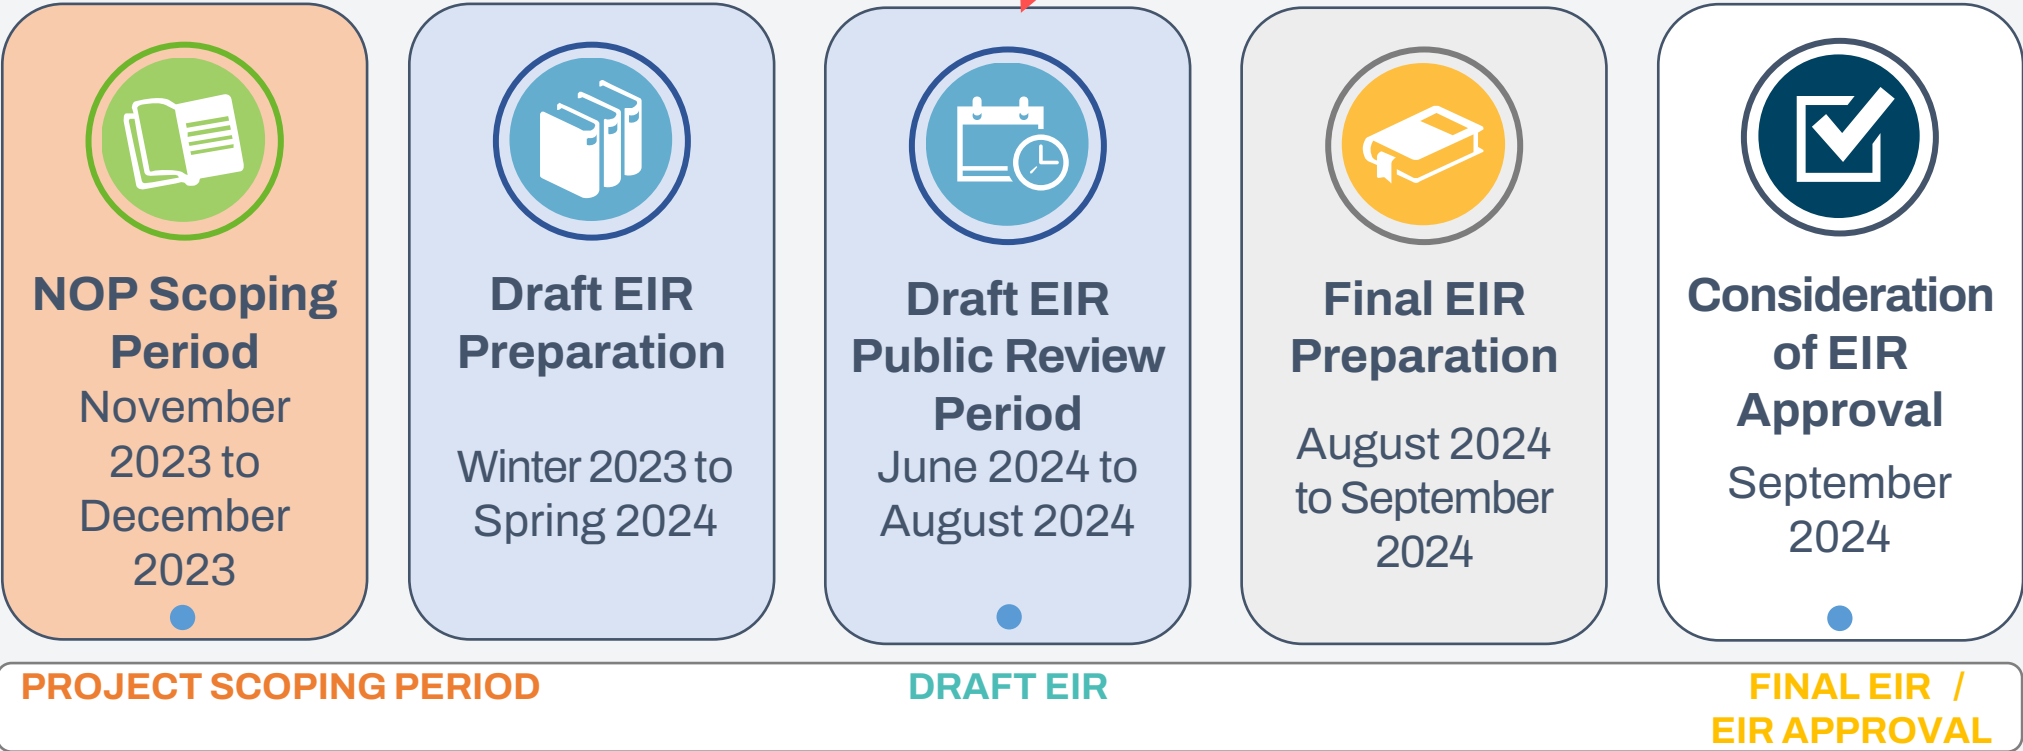 NOP Scoping
Period
November
2023 to
December
2023
Draft EIR
Preparation
Winter 2023 to
Spring 2024
Draft EIR
Public Review
Period
June 2024 to
August 2024
Final EIR
Preparation
August 2024
to September
2024
Consideration
of EIR
Approval
September
2024
PROJECT SCOPING PERIOD
DRAFT EIR
FINAL EIR /
EIR APPROVAL